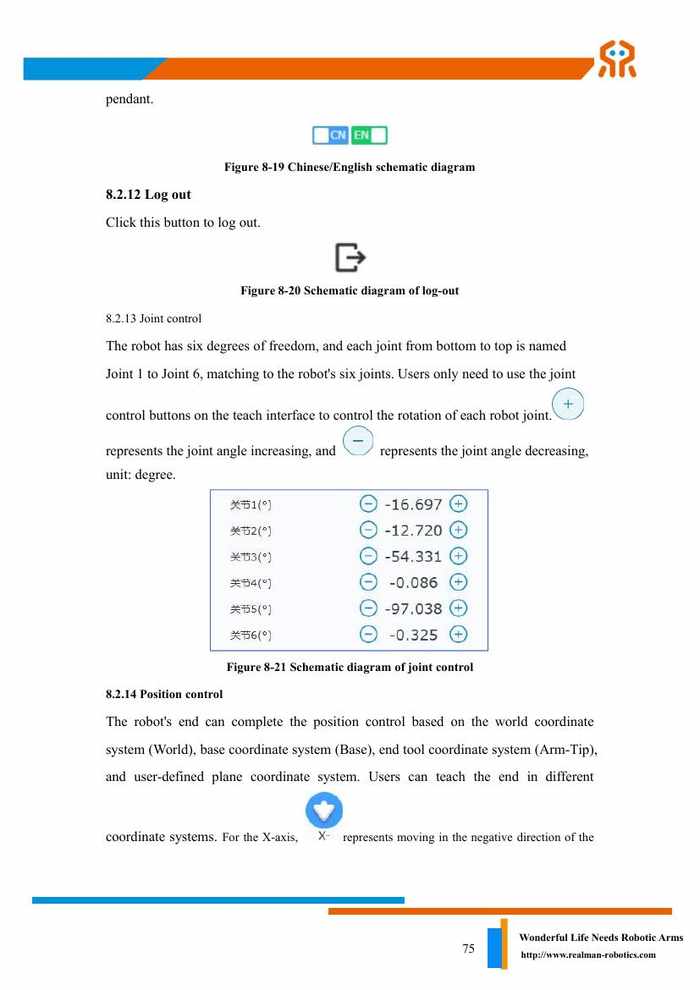 pendant.
CN EN
Figure 8-19 Chinese/English schematic diagram
8.2.12 Log out
Click this button to log out.
Figure 8-20 Schematic diagram of log-out
8.2.13 Joint control
The robot has six degrees of freedom, and each joint from bottom to top is named
Joint 1 to Joint 6, matching to the robot's six joints. Users only need to use the joint
control buttons on the teach interface to control the rotation of each robot joint. +
represents the joint angle increasing, and − represents the joint angle decreasing,
unit: degree.
关节1(°) − -16.697 +
关节2(°) − -12.720 +
关节3(°) − -54.331 +
关节4(°) − -0.086 +
关节5(°) − -97.038 +
关节6(°) − -0.325 +
Figure 8-21 Schematic diagram of joint control
8.2.14 Position control
The robot's end can complete the position control based on the world coordinate
system (World), base coordinate system (Base), end tool coordinate system (Arm-Tip),
and user-defined plane coordinate system. Users can teach the end in different
coordinate systems. For the X-axis, X- represents moving in the negative direction of the
75
Wonderful Life Needs Robotic Arms
http://www.realman-robotics.com